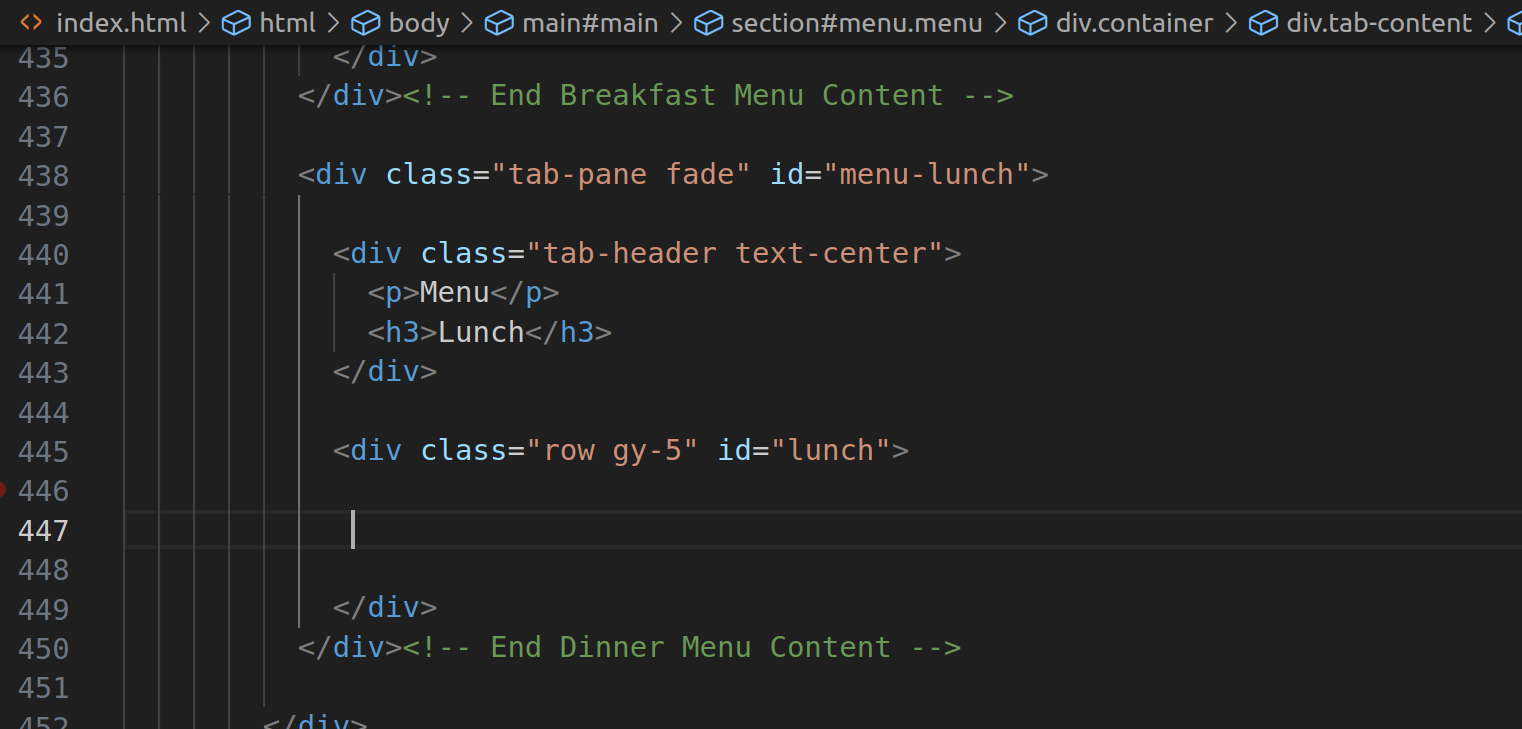 index.html > html > body > main#main > section#menu.menu > div.container > div.tab-content >
435 </div>
436 </div><!-- End Breakfast Menu Content -->
437
438 <div class="tab-pane fade" id="menu-lunch">
439
440 <div class="tab-header text-center">
441 <p>Menu</p>
442 <h3>Lunch</h3>
443 </div>
444
445 <div class="row gy-5" id="lunch">
446
447
448
449 </div>
450 </div><!-- End Dinner Menu Content -->
451
452 </div>